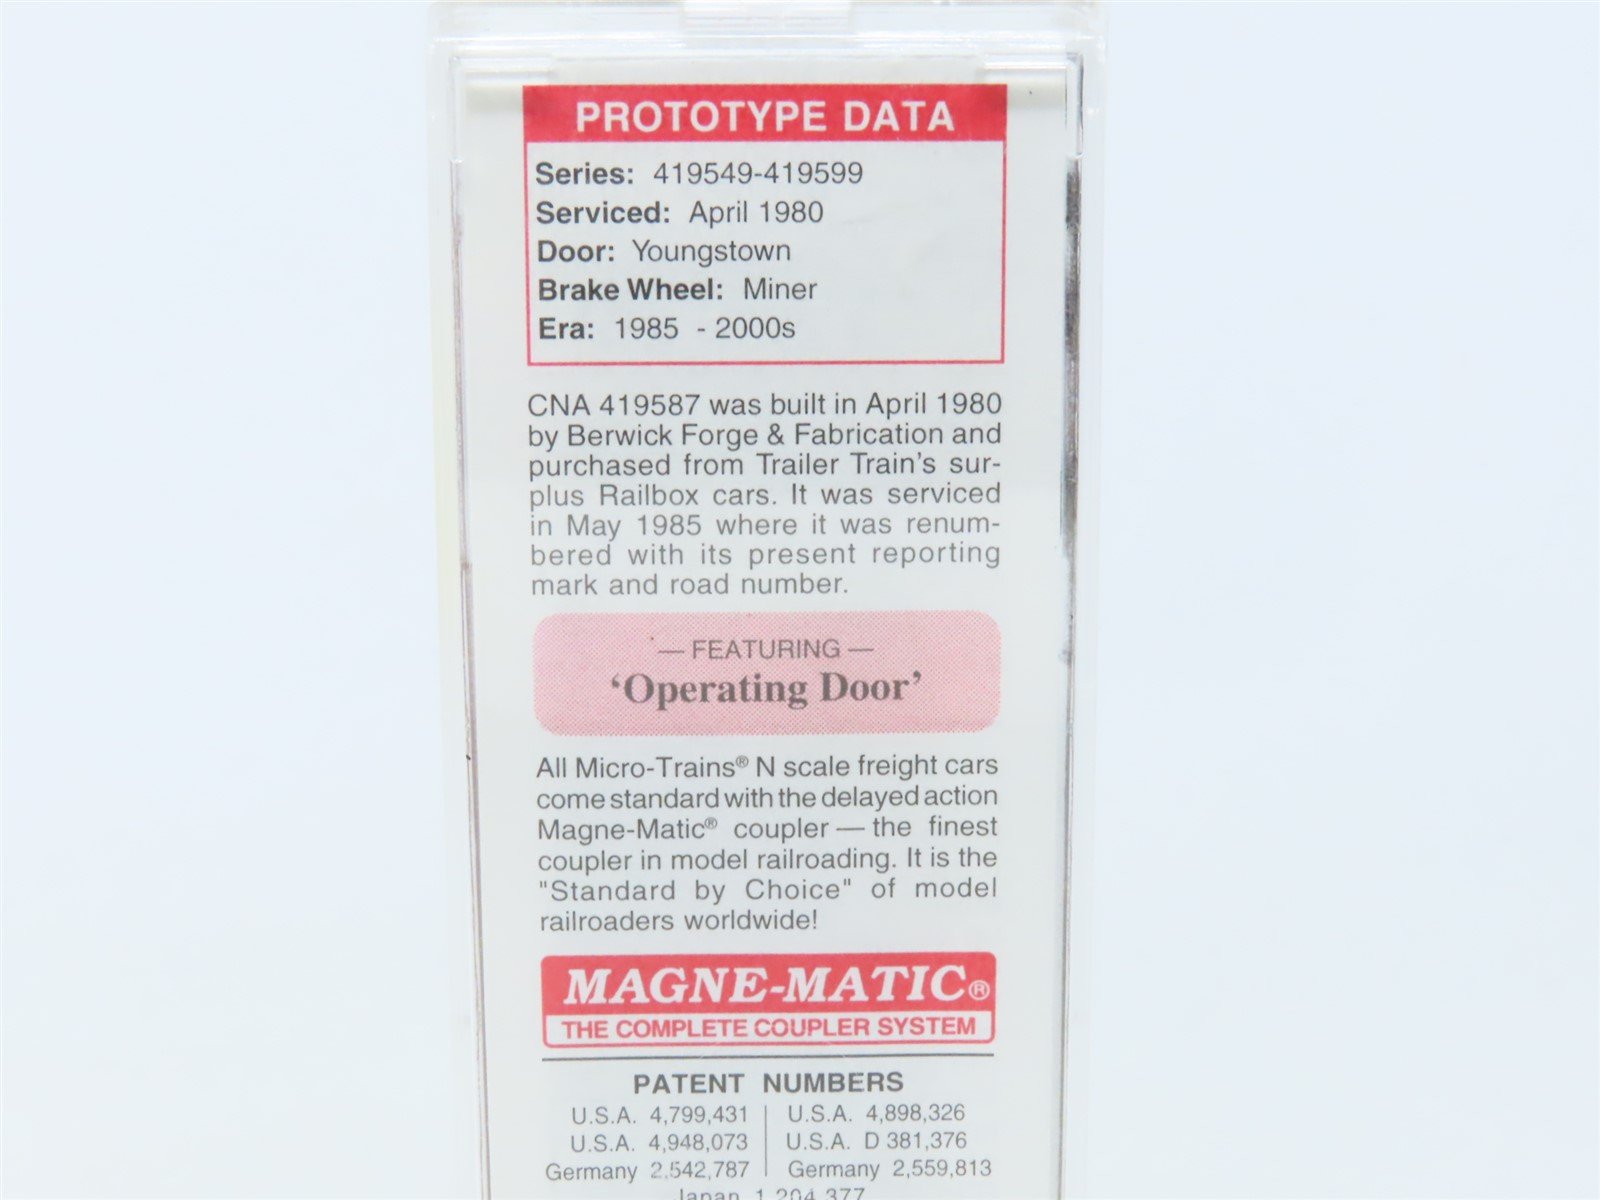 PROTOTYPE DATA
Series: 419549-419599
Serviced: April 1980
Door: Youngstown
Brake Wheel: Miner
Era: 1985 - 2000s
CNA 419587 was built in April 1980
by Berwick Forge & Fabrication and
purchased from Trailer Train's sur-
plus Railbox cars. It was serviced
in May 1985 where it was renum-
bered with its present reporting
mark and road number.
— FEATURING —
‘Operating Door’
All Micro-Trains® N scale freight cars
come standard with the delayed action
Magne-Matic® coupler — the finest
coupler in model railroading. It is the
"Standard by Choice" of model
railroaders worldwide!
MAGNE-MATIC®
THE COMPLETE COUPLER SYSTEM
PATENT NUMBERS
U.S.A. 4,799,431 | U.S.A. 4,898,326
U.S.A. 4,948,073 | U.S.A. D 381,376
Germany 2,542,787 | Germany 2,559,813
Japan 1,204,377